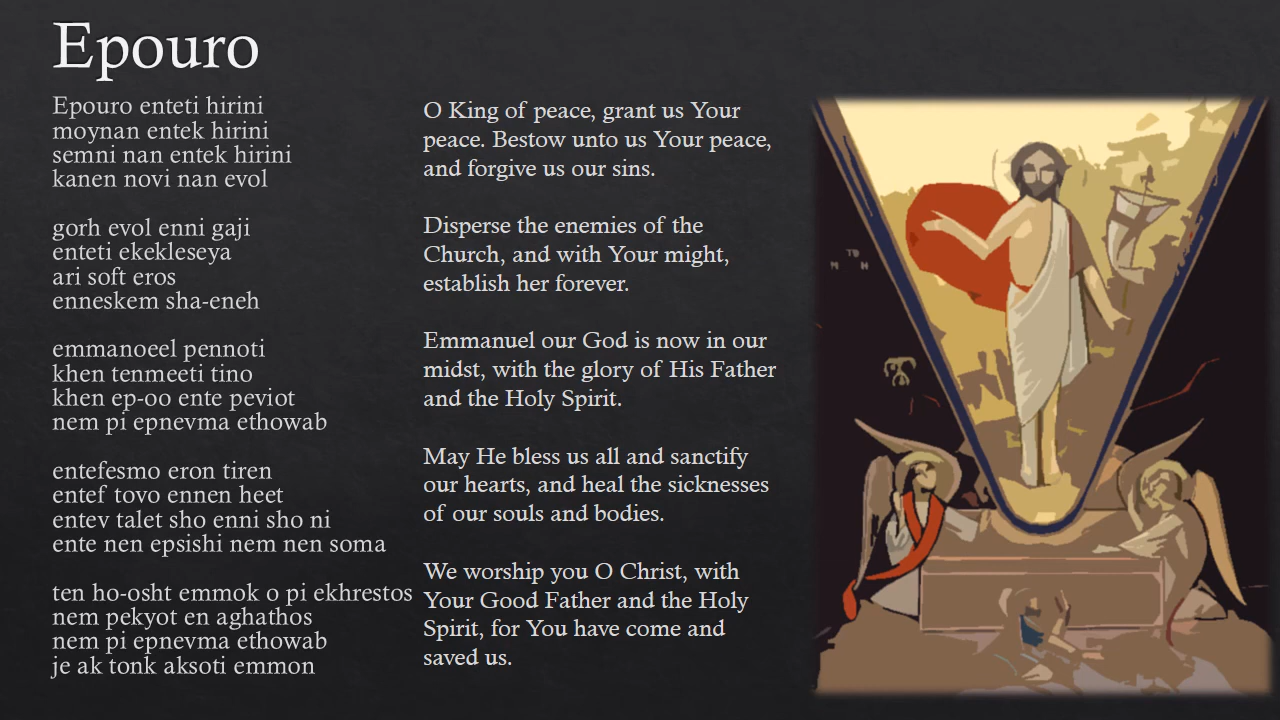 Epouro
Epouro enteti hirini
moynan entek hirini
semni nan entek hirini
kanen novi nan evol
gorh evol enni gaji
enteti ekekleseya
ari soft eros
enneskem sha-eneh
emmanoeel pennoti
khen tenmeeti tino
khen ep-oo ente peviot
nem pi epnevma ethowab
entefesmo eron tiren
entef tovo ennen heet
entev talet sho enni sho ni
ente nen epsishi nem nen soma
ten ho-osht emmok o pi ekhrestos
nem pekyot en aghathos
nem pi epnevma ethowab
je ak tonk aksoti emmon
O King of peace, grant us Your
peace. Bestow unto us Your peace,
and forgive us our sins.
Disperse the enemies of the
Church, and with Your might,
establish her forever.
Emmanuel our God is now in our
midst, with the glory of His Father
and the Holy Spirit.
May He bless us all and sanctify
our hearts, and heal the sicknesses
of our souls and bodies.
We worship you O Christ, with
Your Good Father and the Holy
Spirit, for You have come and
saved us.